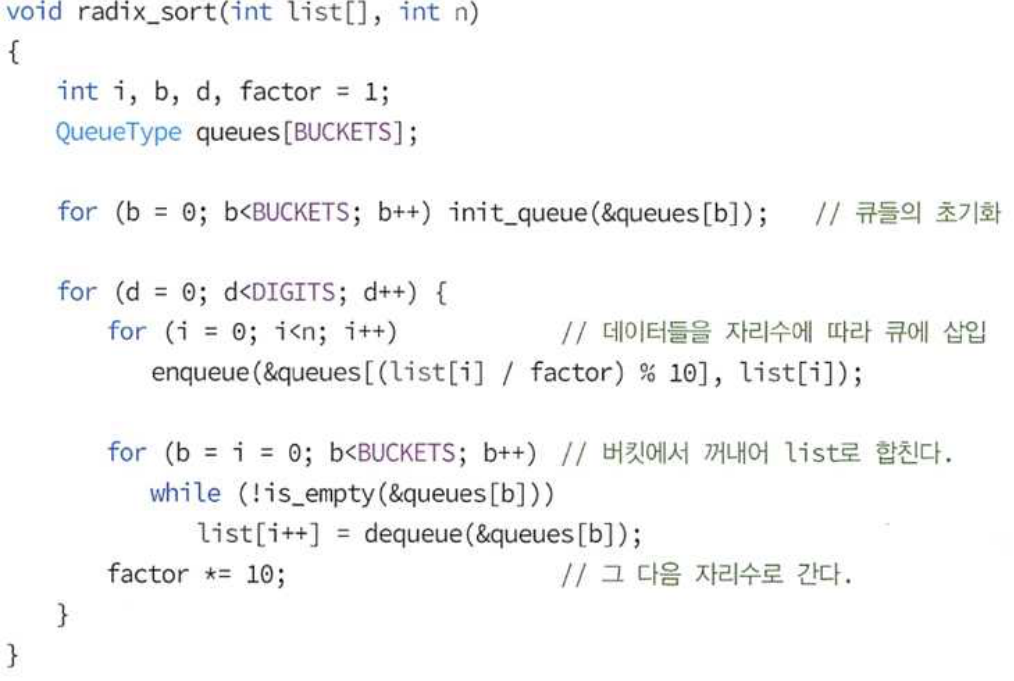 void radix_sort(int list[], int n)
{
int i, b, d, factor = 1;
QueueType queues[BUCKETS];
for (b = 0; b<BUCKETS; b++) init_queue(&queues[b]); // 큐들의 초기화
for (d = 0; d<DIGITS; d++) {
for (i = 0; i<n; i++) // 데이터들을 자리수에 따라 큐에 삽입
enqueue(&queues[(list[i] / factor) % 10], list[i]);
for (b = i = 0; b<BUCKETS; b++) // 버킷에서 꺼내어 list로 합친다.
while (!is_empty(&queues[b]))
list[i++] = dequeue(&queues[b]);
factor *= 10; // 그 다음 자리수로 간다.
}
}